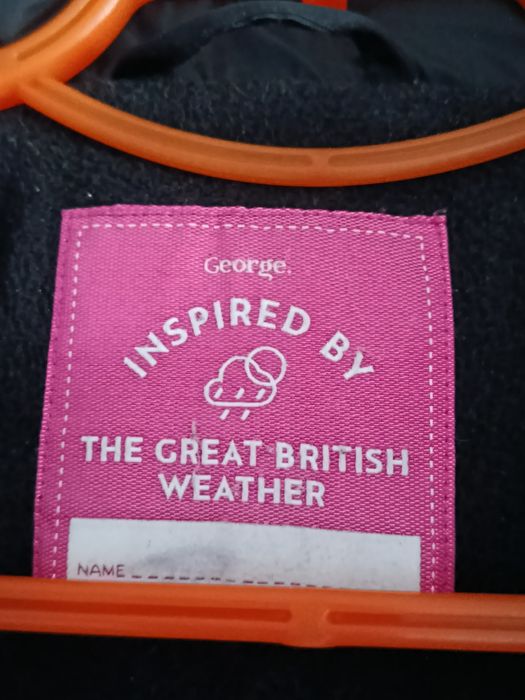 George.
INSPIRED BY
THE GREAT BRITISH
WEATHER
NAME